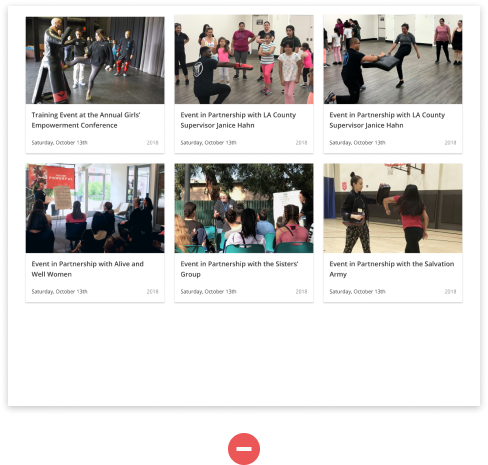 Training Event at the Annual Girls'
Empowerment Conference
Saturday, October 13th 2018
Event in Partnership with LA County
Supervisor Janice Hahn
Saturday, October 13th 2018
Event in Partnership with LA County
Supervisor Janice Hahn
Saturday, October 13th 2018
Event in Partnership with Alive and
Well Women
Saturday, October 13th 2018
Event in Partnership with the Sisters'
Group
Saturday, October 13th 2018
Event in Partnership with the Salvation
Army
Saturday, October 13th 2018